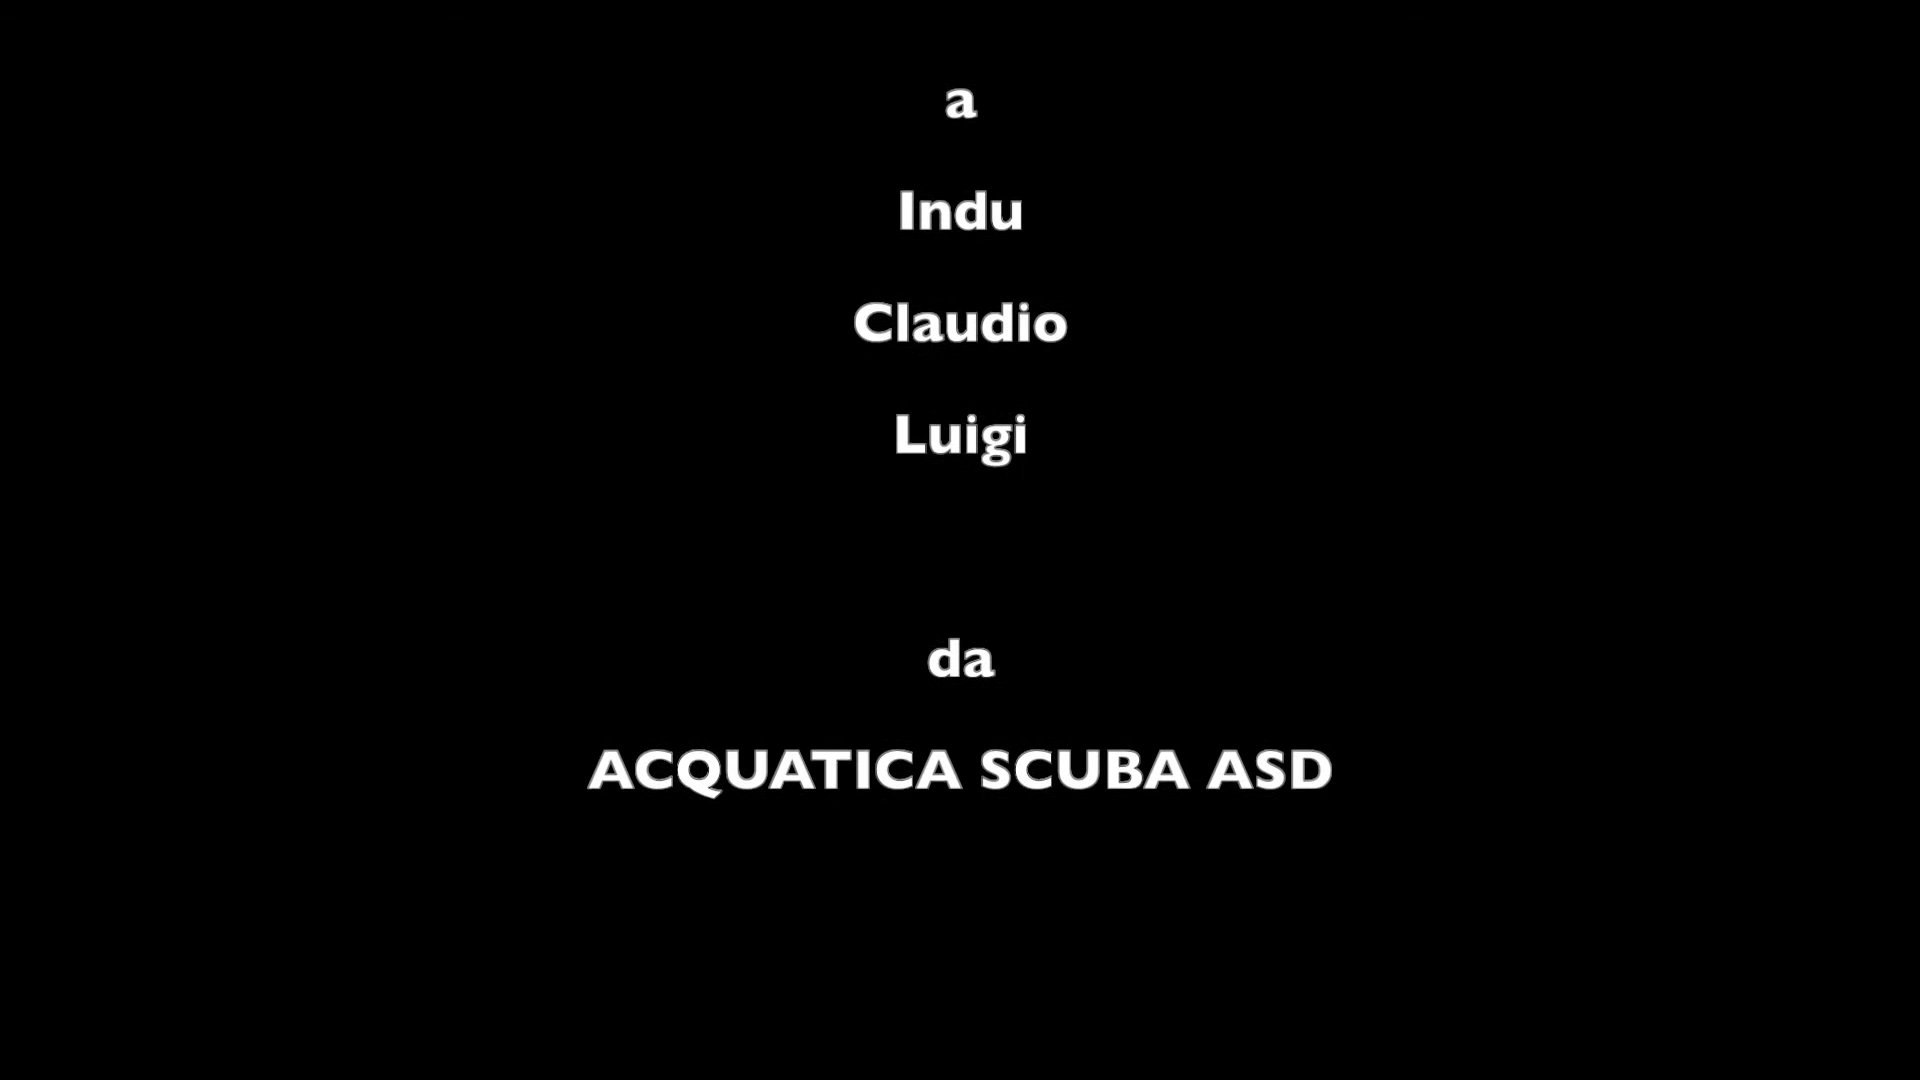 a
Indu
Claudio
Luigi
da
ACQUATICA SCUBA ASD